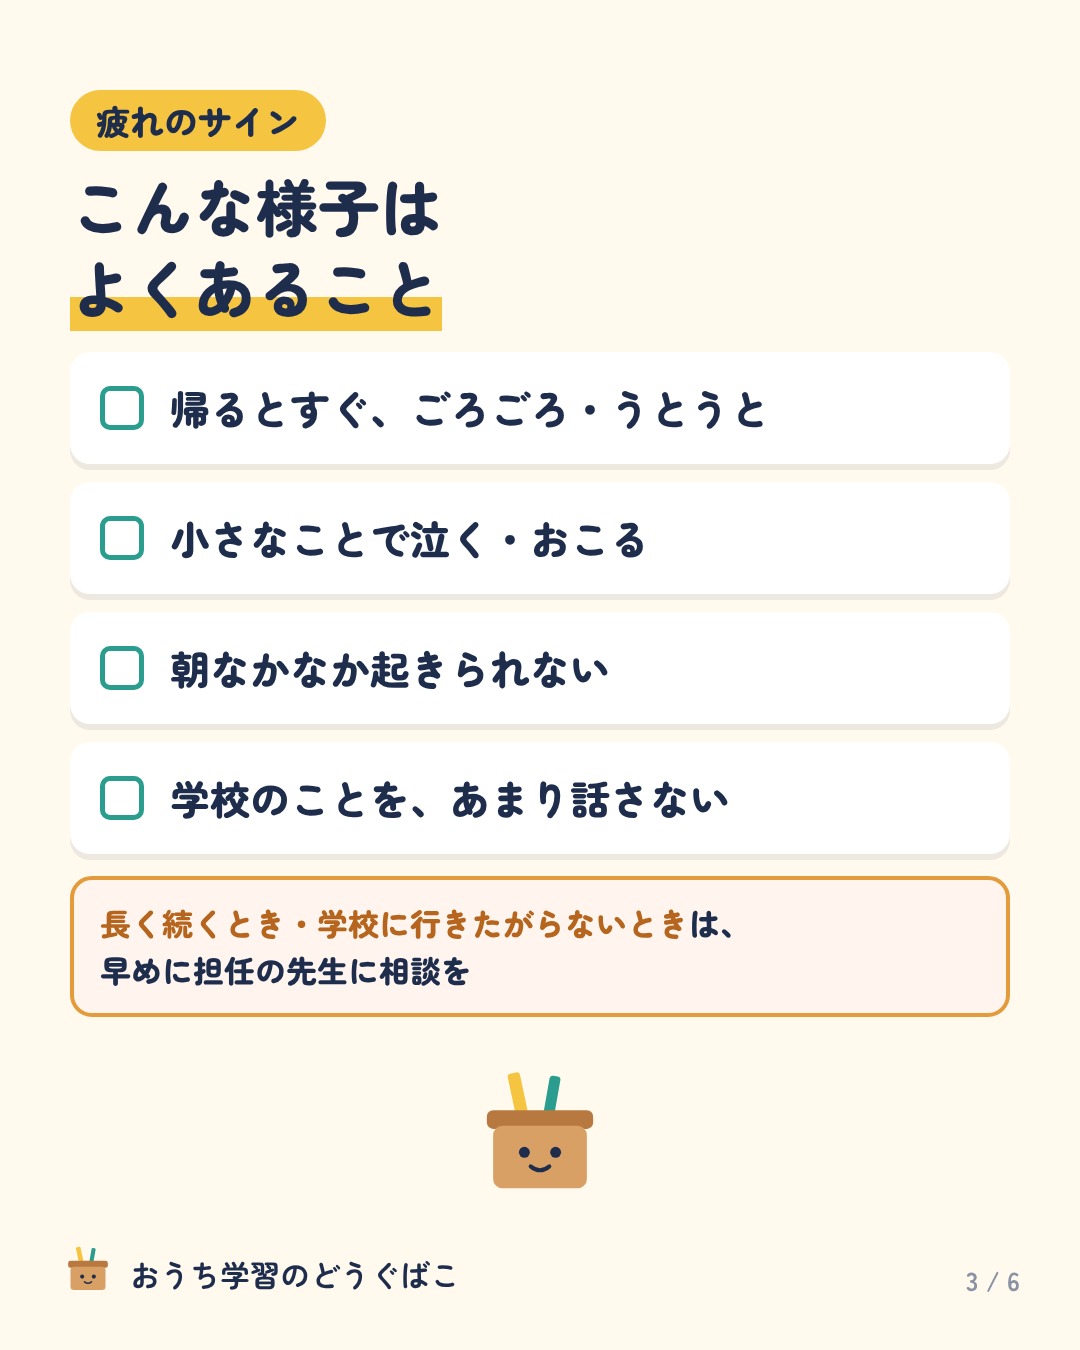 疲れのサイン
こんな様子は
よくあること
帰るとすぐ、ごろごろ・うとうと
小さなことで泣く・おこる
朝なかなか起きられない
学校のことを、あまり話さない
長く続くとき・学校に行きたがらないときは、
早めに担任の先生に相談を
おうち学習のどうぐばこ
3 / 6